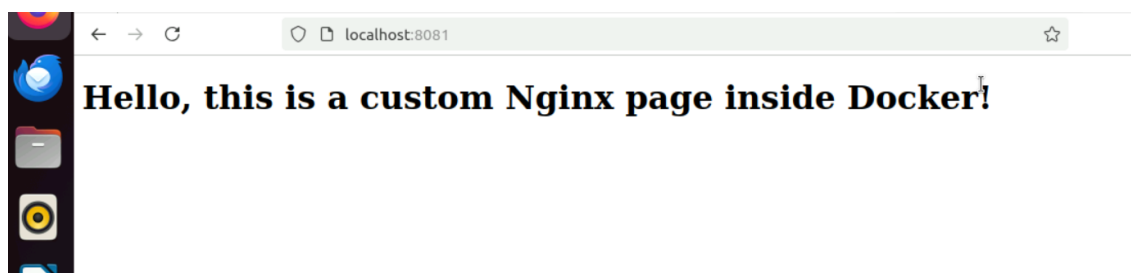 localhost:8081
Hello, this is a custom Nginx page inside Docker!